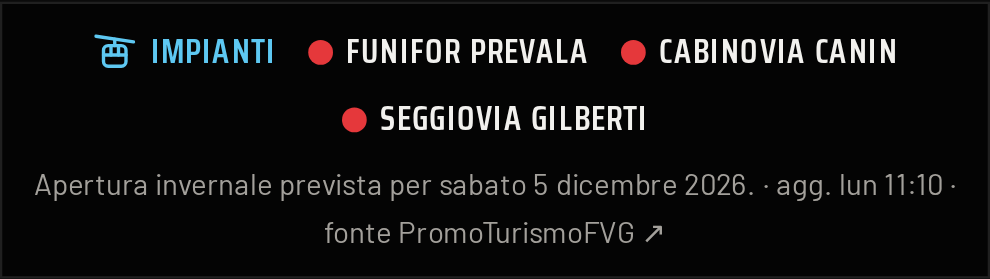 IMPIANTI FUNIFOR PREVALA CABINOVIA CANIN
SEGGIOVIA GILBERTI
Apertura invernale prevista per sabato 5 dicembre 2026. · agg. lun 11:10 ·
fonte PromoTurismoFVG ↗